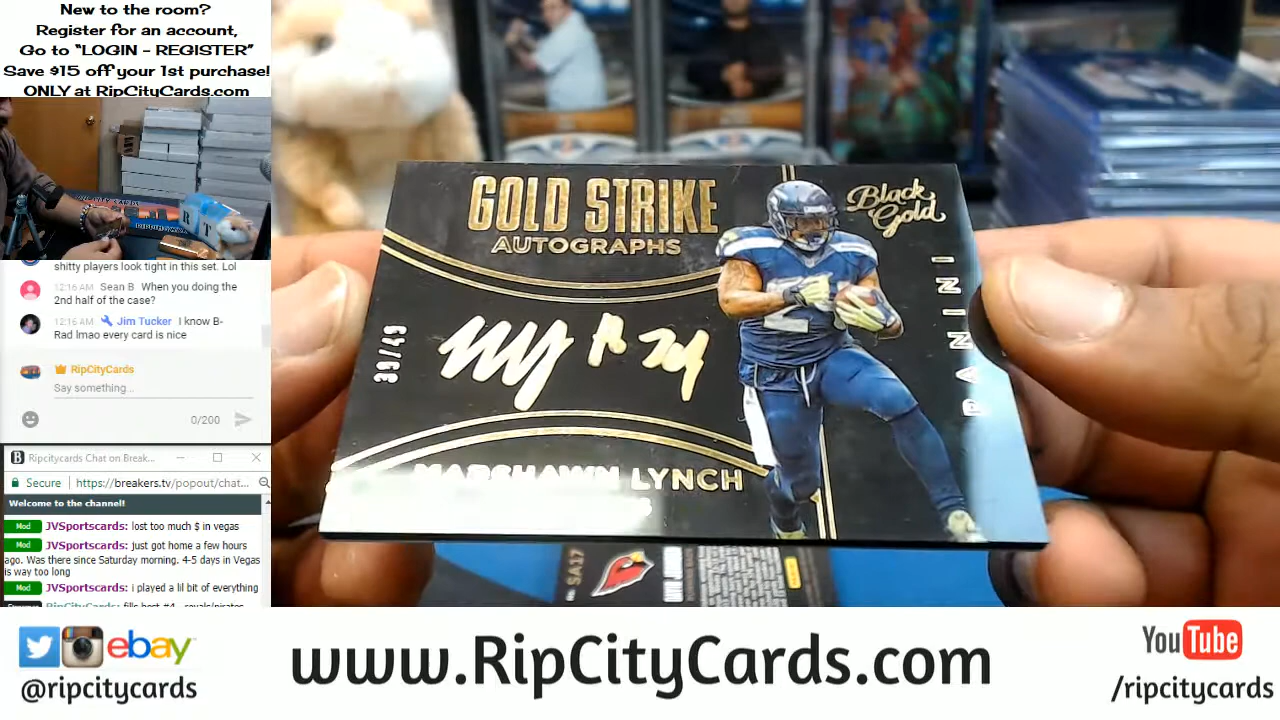 New to the room?
Register for an account,
Go to "LOGIN - REGISTER"
Save $15 off your 1st purchase!
ONLY at RipCityCards.com
shitty players look tight in this set. Lol
12:16 AM Sean B When you doing the
2nd half of the case?
12:16 AM Jim Tucker I know B-
Rad lmao every card is nice
RipCityCards
Say something...
0/200
Ripcitycards Chat on Break...
Secure https://breakers.tv/popout/chat...
Welcome to the channel!
Mod JVSportscards: lost too much $ in vegas
Mod JVSportscards: just got home a few hours
ago. Was there since Saturday morning. 4-5 days in Vegas
is way too long
Mod JVSportscards: i played a lil bit of everything
GOLD STRIKE
AUTOGRAPHS
Black Gold
PANINI
39/49
MARSHAWN LYNCH
SA17
ebay
@ripcitycards
www.RipCityCards.com
YouTube
/ripcitycards